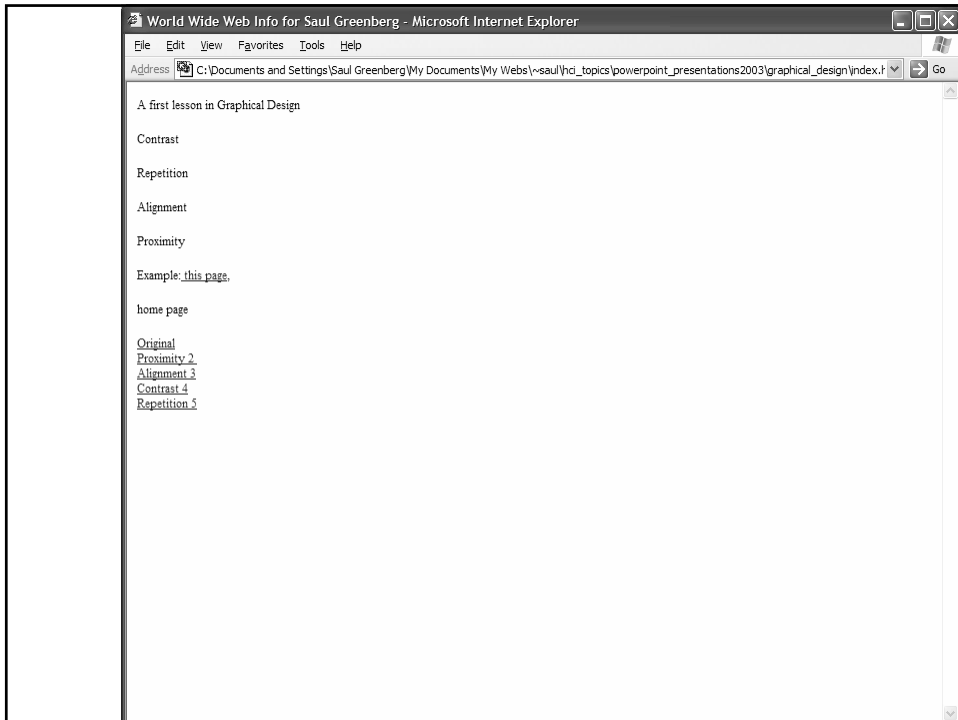 World Wide Web Info for Saul Greenberg - Microsoft Internet Explorer
File Edit View Favorites Tools Help
Address C:\Documents and Settings\Saul Greenberg\My Documents\My Webs\~saul\hci_topics\powerpoint_presentations2003\graphical_design\index.h Go
A first lesson in Graphical Design
Contrast
Repetition
Alignment
Proximity
Example: this page,
home page
Original
Proximity 2
Alignment 3
Contrast 4
Repetition 5